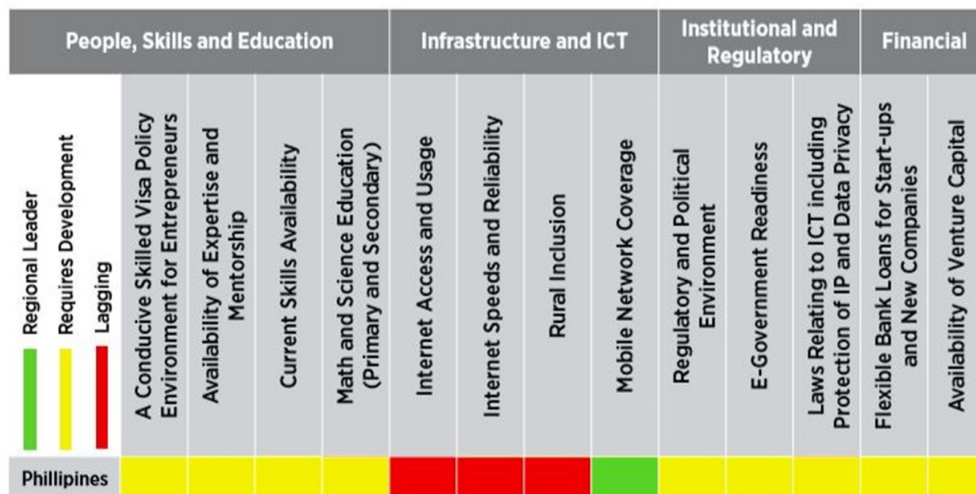 People, Skills and Education
Infrastructure and ICT
Institutional and
Regulatory
Financial
Regional Leader
Requires Development
Lagging
A Conducive Skilled Visa Policy
Environment for Entrepreneurs
Availability of Expertise and
Mentorship
Current Skills Availability
Math and Science Education
(Primary and Secondary)
Internet Access and Usage
Internet Speeds and Reliability
Rural Inclusion
Mobile Network Coverage
Regulatory and Political
Environment
E-Government Readiness
Laws Relating to ICT including
Protection of IP and Data Privacy
Flexible Bank Loans for Start-ups
and New Companies
Availability of Venture Capital
Phillipines